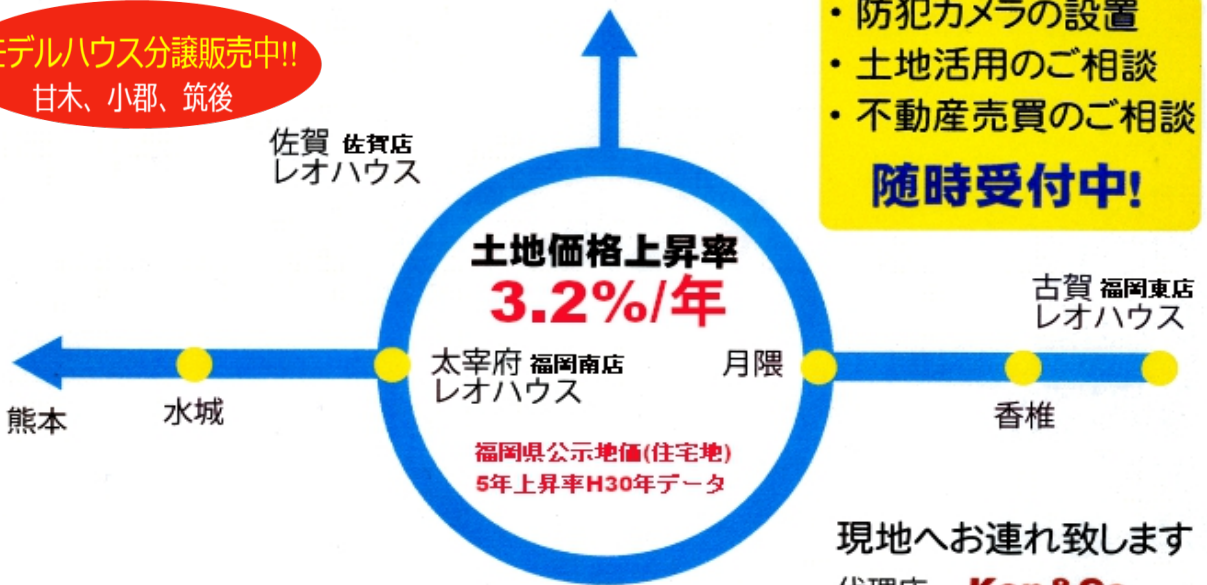 モデルハウス分譲販売中!!
甘木、小郡、筑後
・防犯カメラの設置
・土地活用のご相談
・不動産売買のご相談
随時受付中!
佐賀 佐賀店
レオハウス
土地価格上昇率
3.2%/年
古賀 福岡東店
レオハウス
太宰府 福岡南店
レオハウス
月隈
熊本
水城
香椎
福岡県公示地価(住宅地)
5年上昇率H30年データ
現地へお連れ致します
代理店 Ken&Co